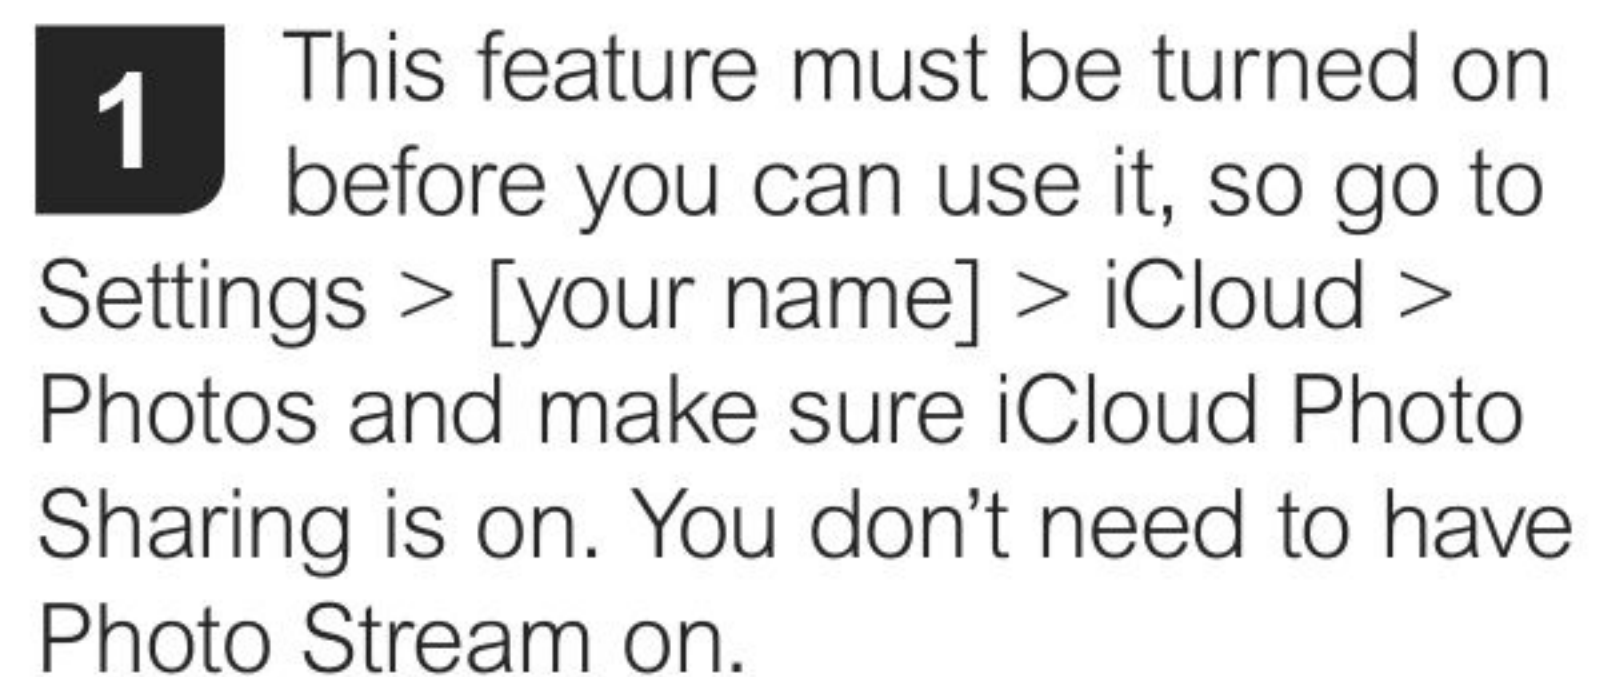 1 This feature must be turned on
before you can use it, so go to
Settings > [your name] > iCloud >
Photos and make sure iCloud Photo
Sharing is on. You don’t need to have
Photo Stream on.